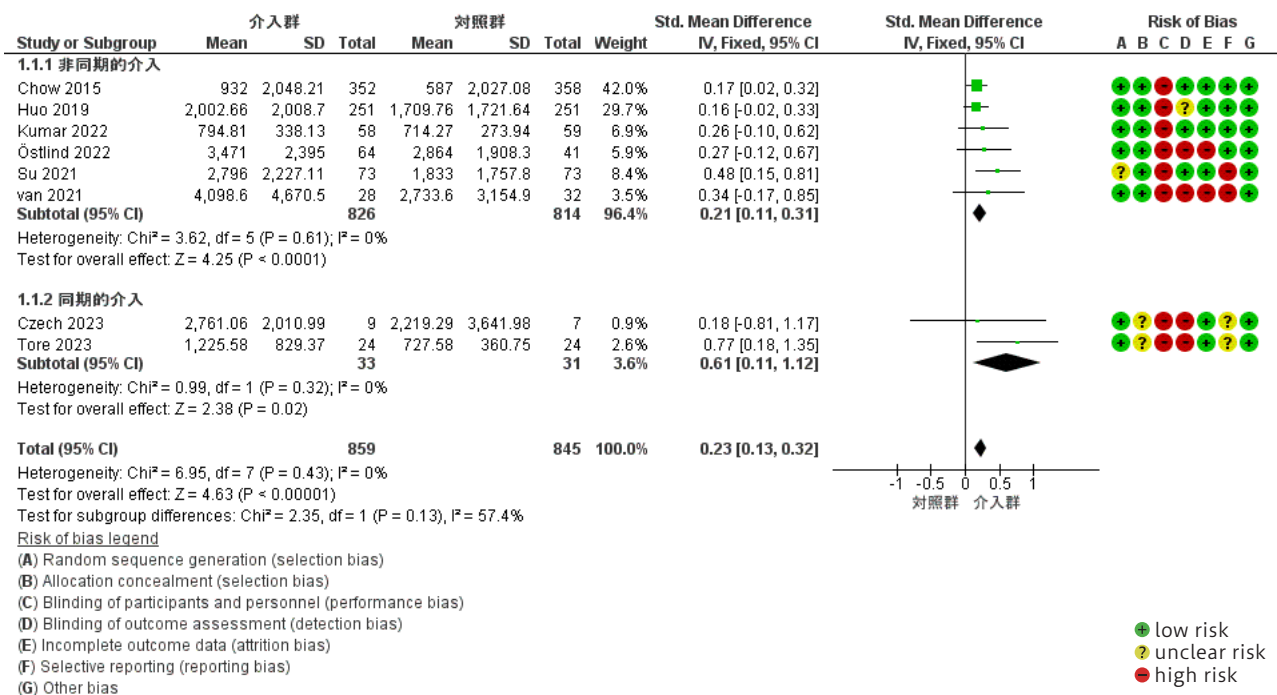 介入群 対照群 Std. Mean Difference Std. Mean Difference Risk of Bias
Study or Subgroup Mean SD Total Mean SD Total Weight IV, Fixed, 95% CI IV, Fixed, 95% CI A B C D E F G
1.1.1 非同期的介入
Chow 2015 932 2,048.21 352 587 2,027.08 358 42.0% 0.17 [0.02, 0.32] + + - + + + +
Huo 2019 2,002.66 2,008.7 251 1,709.76 1,721.64 251 29.7% 0.16 [-0.02, 0.33] + + - ? + + +
Kumar 2022 794.81 338.13 58 714.27 273.94 59 6.9% 0.26 [-0.10, 0.62] + + - + + + +
Östlind 2022 3,471 2,395 64 2,864 1,908.3 41 5.9% 0.27 [-0.12, 0.67] + + - - - + +
Su 2021 2,796 2,227.11 73 1,833 1,757.8 73 8.4% 0.48 [0.15, 0.81] ? + - + + - +
van 2021 4,098.6 4,670.5 28 2,733.6 3,154.9 32 3.5% 0.34 [-0.17, 0.85] + + - - - - +
Subtotal (95% CI) 826 814 96.4% 0.21 [0.11, 0.31]
Heterogeneity: Chi² = 3.62, df = 5 (P = 0.61); I² = 0%
Test for overall effect: Z = 4.25 (P < 0.0001)
1.1.2 同期的介入
Czech 2023 2,761.06 2,010.99 9 2,219.29 3,641.98 7 0.9% 0.18 [-0.81, 1.17] + ? - - + ? +
Tore 2023 1,225.58 829.37 24 727.58 360.75 24 2.6% 0.77 [0.18, 1.35] + ? - - + ? +
Subtotal (95% CI) 33 31 3.6% 0.61 [0.11, 1.12]
Heterogeneity: Chi² = 0.99, df = 1 (P = 0.32); I² = 0%
Test for overall effect: Z = 2.38 (P = 0.02)
Total (95% CI) 859 845 100.0% 0.23 [0.13, 0.32]
Heterogeneity: Chi² = 6.95, df = 7 (P = 0.43); I² = 0%
Test for overall effect: Z = 4.63 (P < 0.00001)
Test for subgroup differences: Chi² = 2.35, df = 1 (P = 0.13), I² = 57.4%
-1 -0.5 0 0.5 1
対照群 介入群
Risk of bias legend
(A) Random sequence generation (selection bias)
(B) Allocation concealment (selection bias)
(C) Blinding of participants and personnel (performance bias)
(D) Blinding of outcome assessment (detection bias)
(E) Incomplete outcome data (attrition bias)
(F) Selective reporting (reporting bias)
(G) Other bias
+ low risk
? unclear risk
- high risk